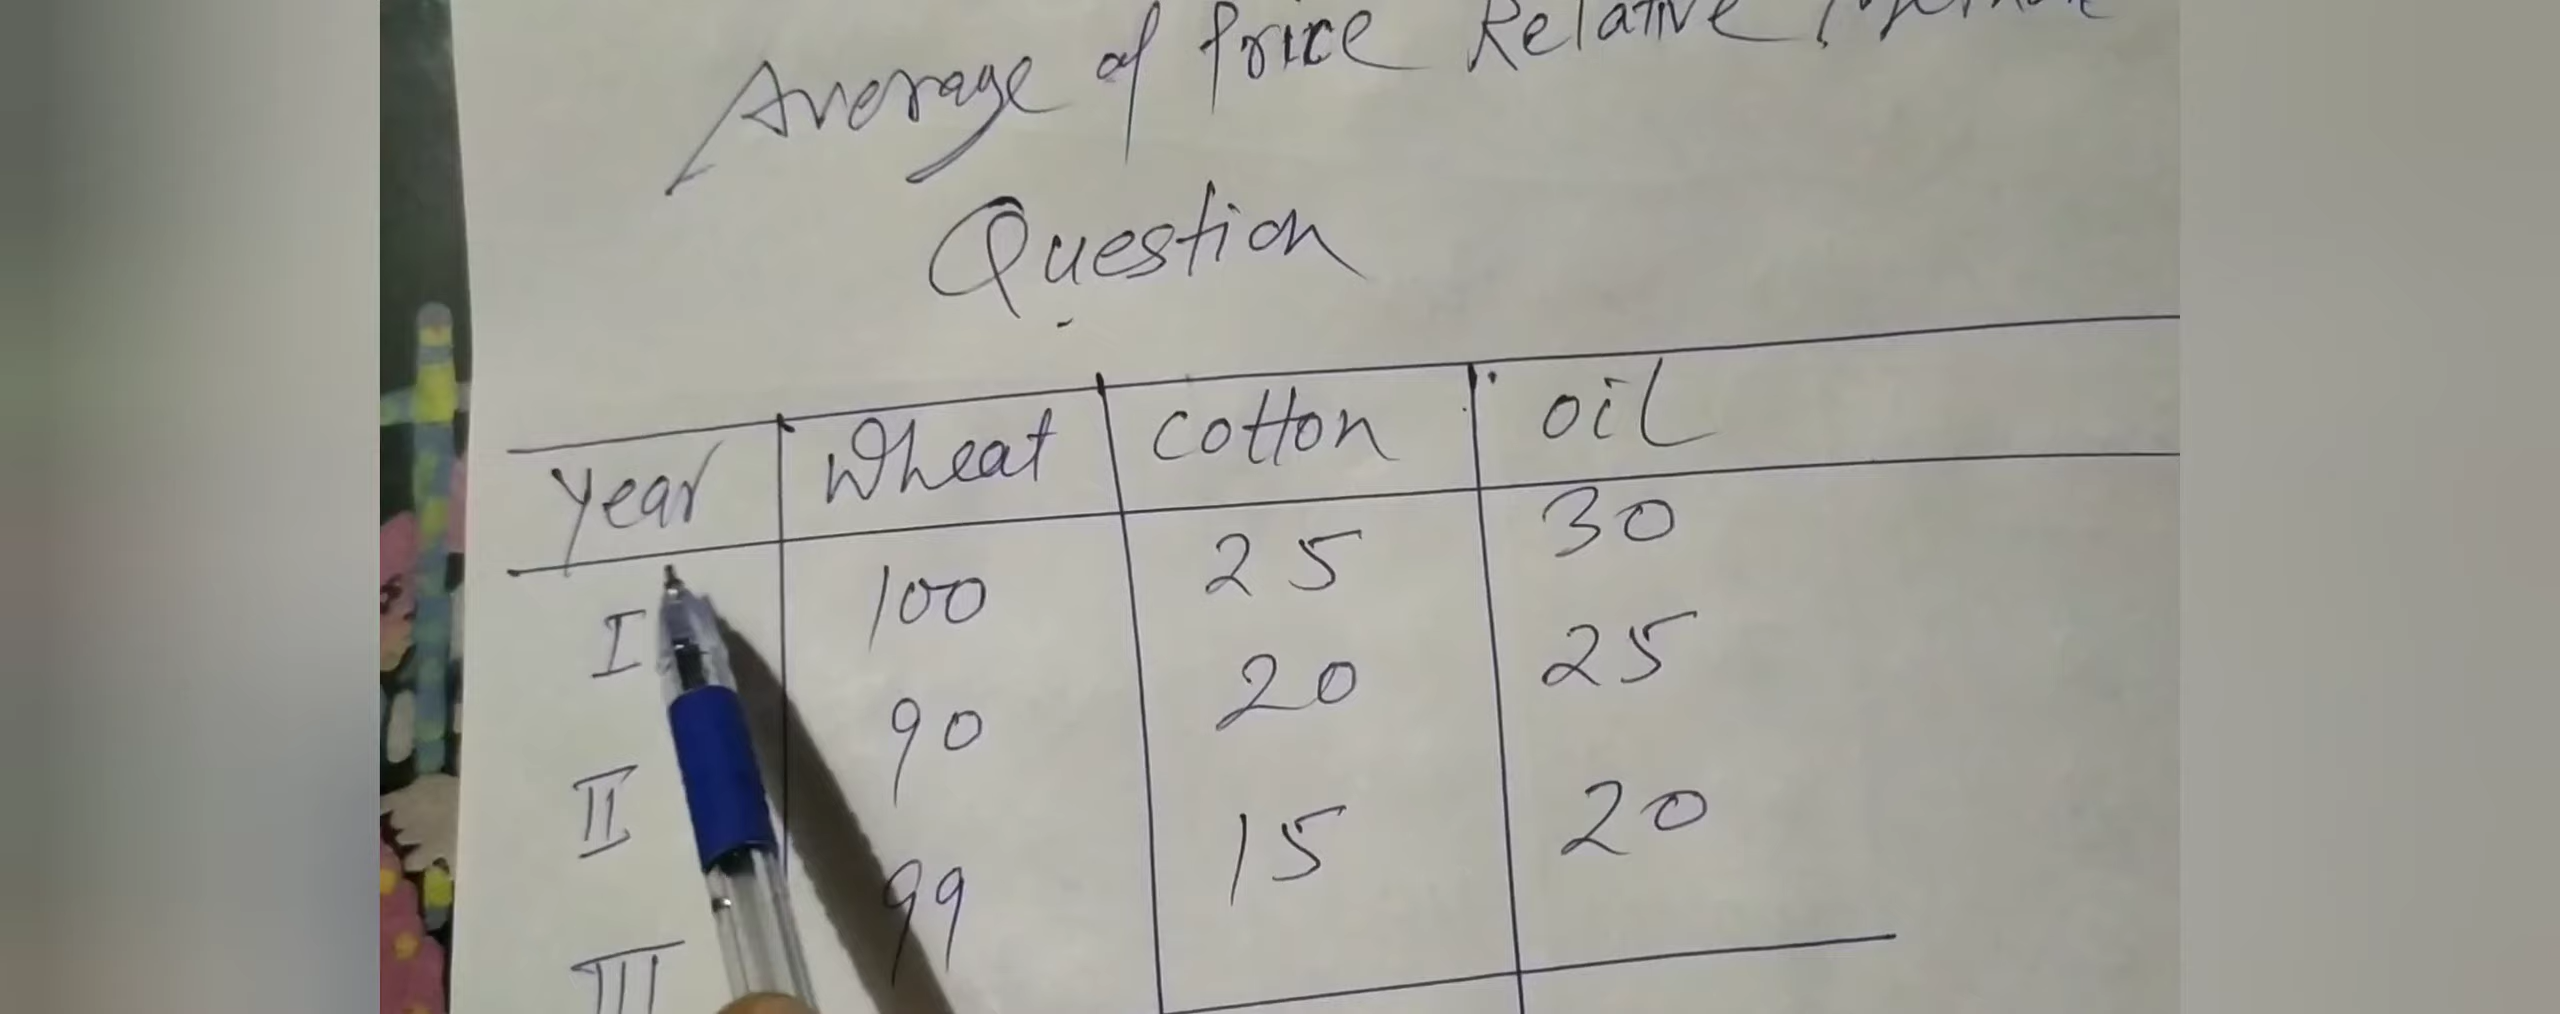 Average of Price Relative
Question
Year Wheat Cotton oil
I 100 25 30
II 90 20 25
III 99 15 20